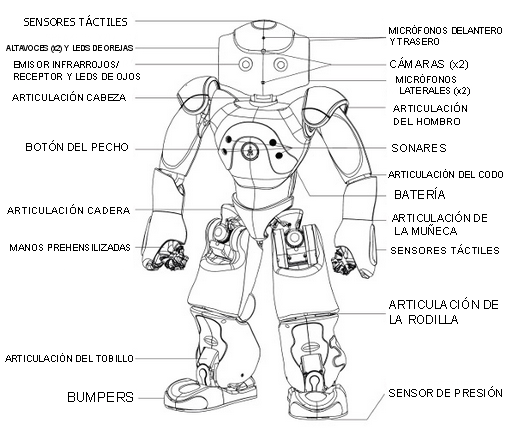 SENSORES TÁCTILES
ALTAVOCES (x2) Y LEDS DE OREJAS
EMISOR INFRARROJOS/
RECEPTOR Y LEDS DE OJOS
ARTICULACIÓN CABEZA
BOTÓN DEL PECHO
ARTICULACIÓN CADERA
MANOS PREHENSILIZADAS
ARTICULACIÓN DEL TOBILLO
BUMPERS
MICRÓFONOS DELANTERO
Y TRASERO
CÁMARAS (x2)
MICRÓFONOS
LATERALES (x2)
ARTICULACIÓN
DEL HOMBRO
SONARES
ARTICULACIÓN DEL CODO
BATERÍA
ARTICULACIÓN DE
LA MUÑECA
SENSORES TÁCTILES
ARTICULACIÓN DE
LA RODILLA
SENSOR DE PRESIÓN